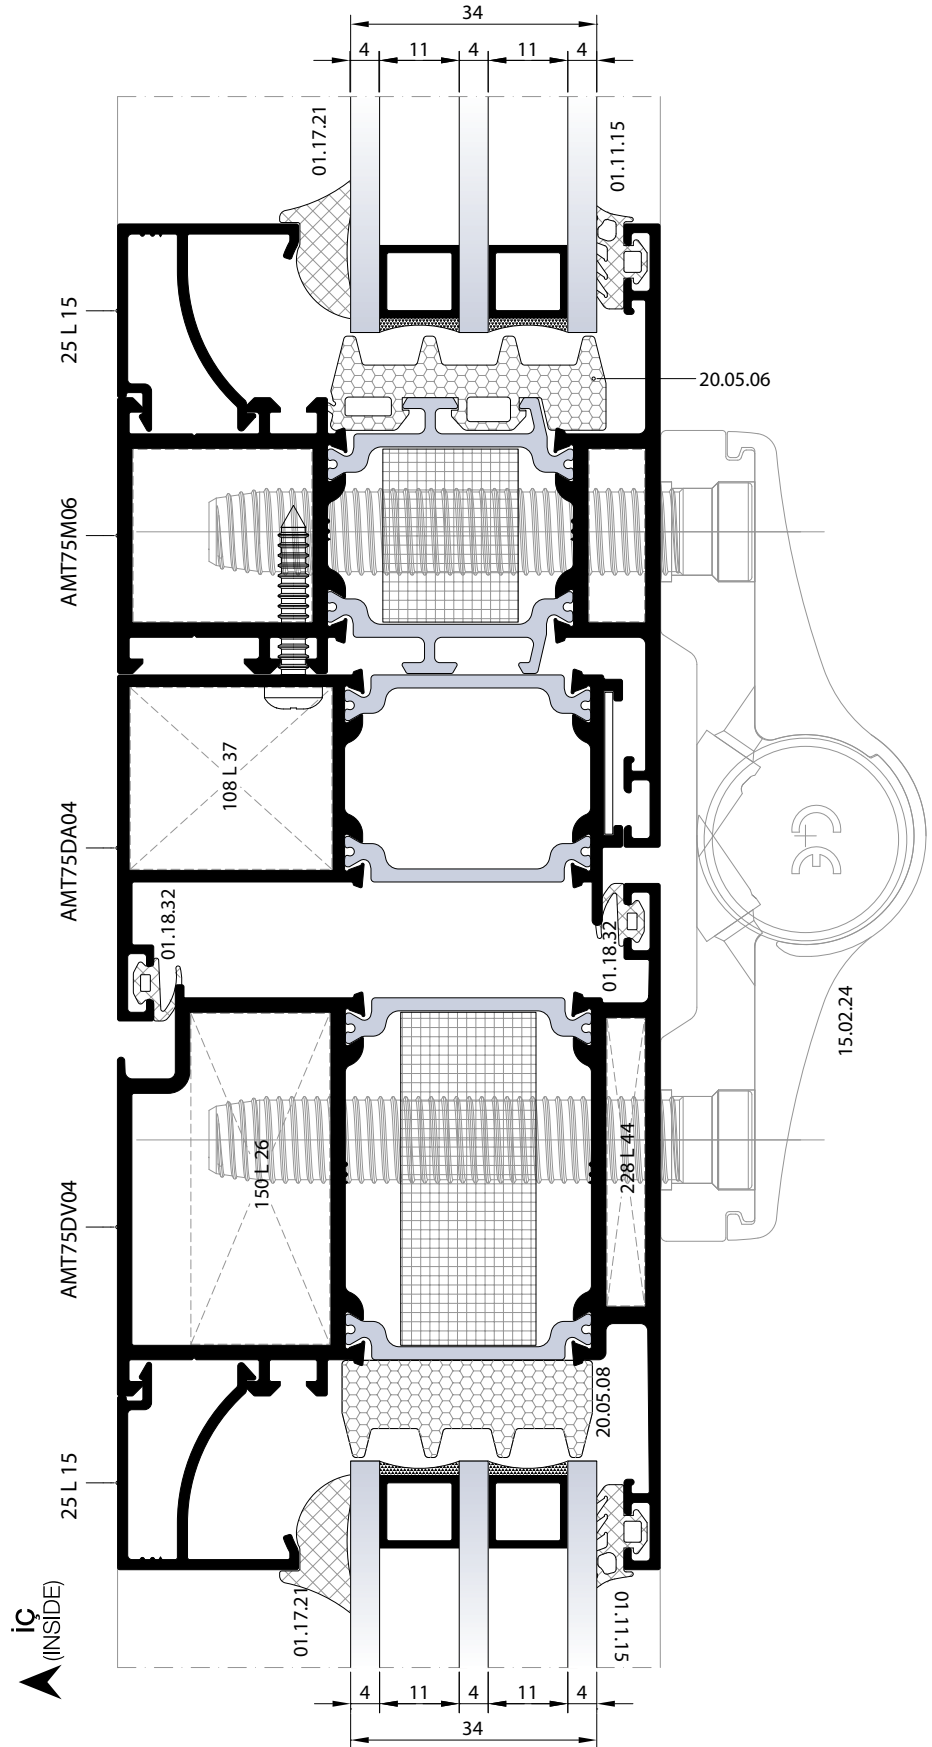 34
4 11 4 11 4
01.17.21
01.11.15
25 L 15
20.05.06
AMT75M06
108 L 37
AMT75DA04
01.18.32
01.18.32
CE
15.02.24
AMT75DV04
150 L 26
228 L 44
20.05.08
25 L 15
01.17.21
01.11.15
İÇ
(INSIDE)
4 11 4 11 4
34